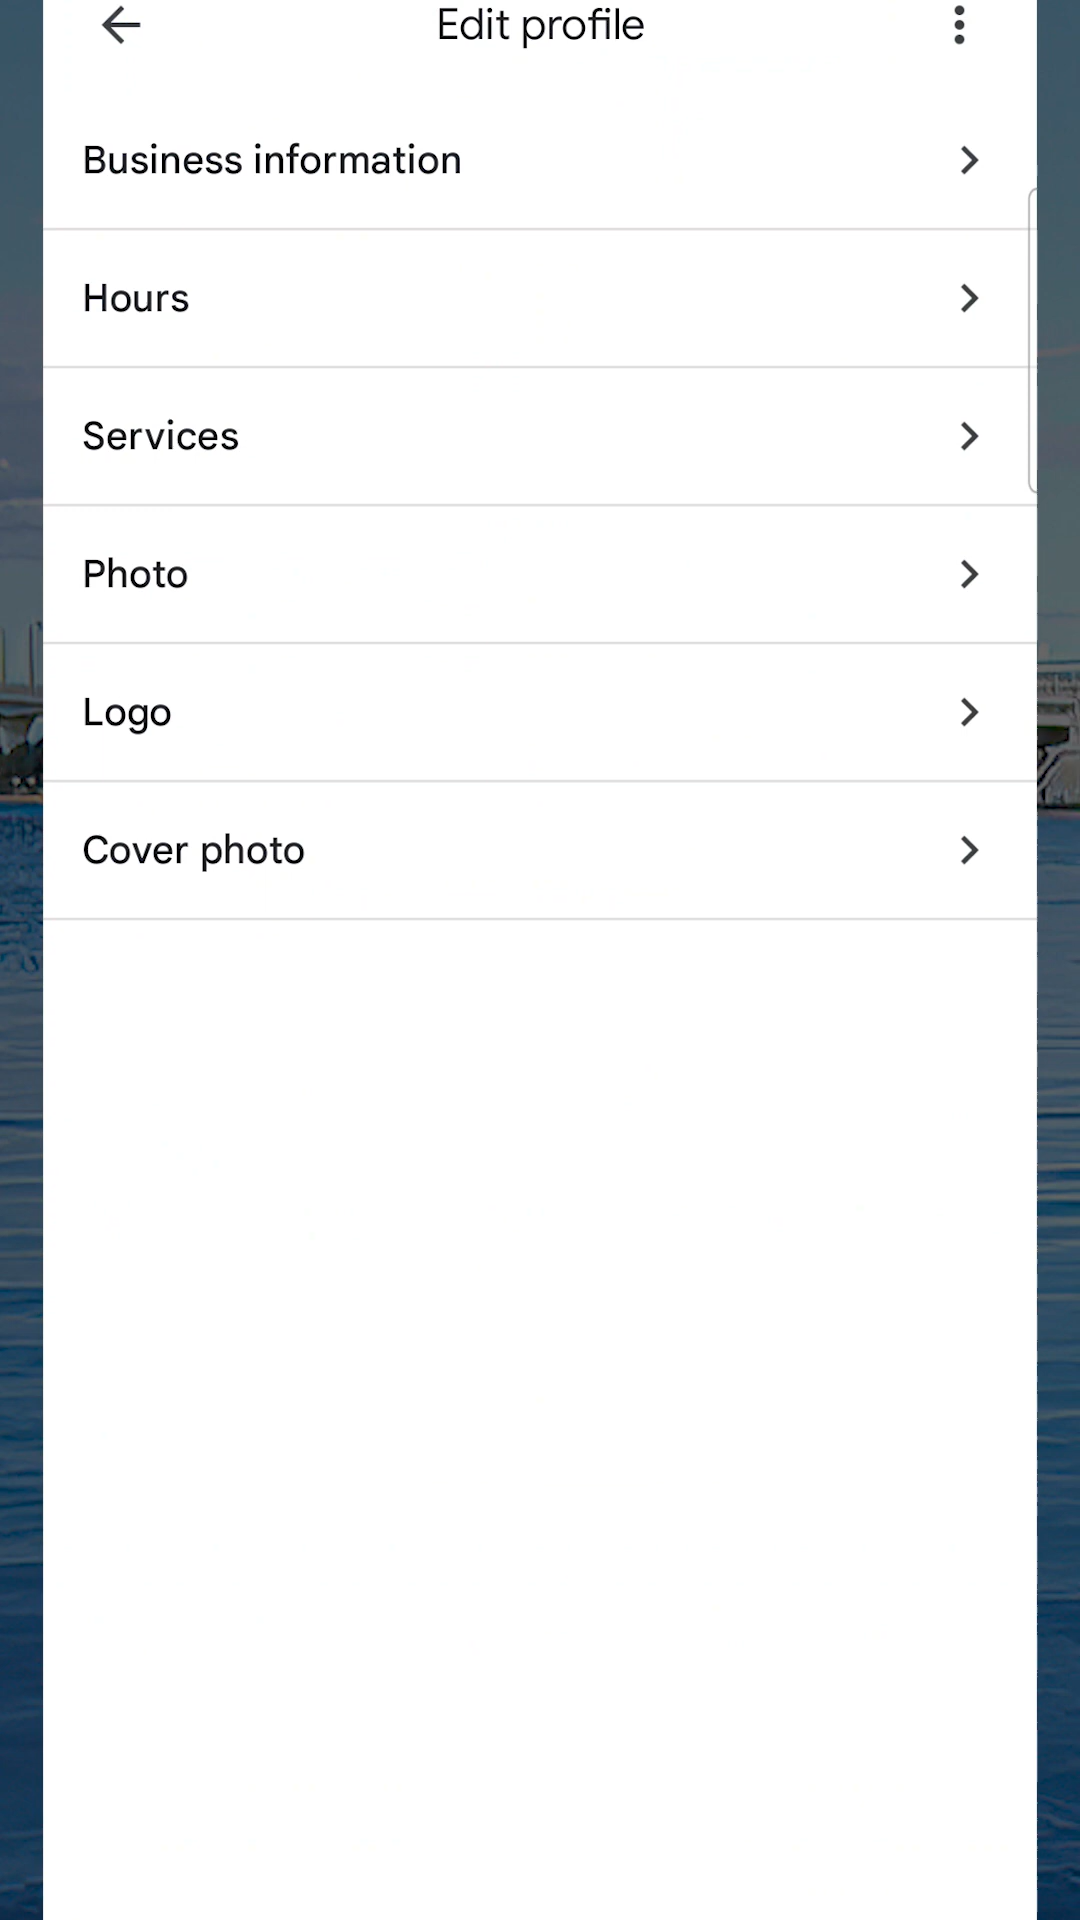 Edit profile
Business information
Hours
Services
Photo
Logo
Cover photo